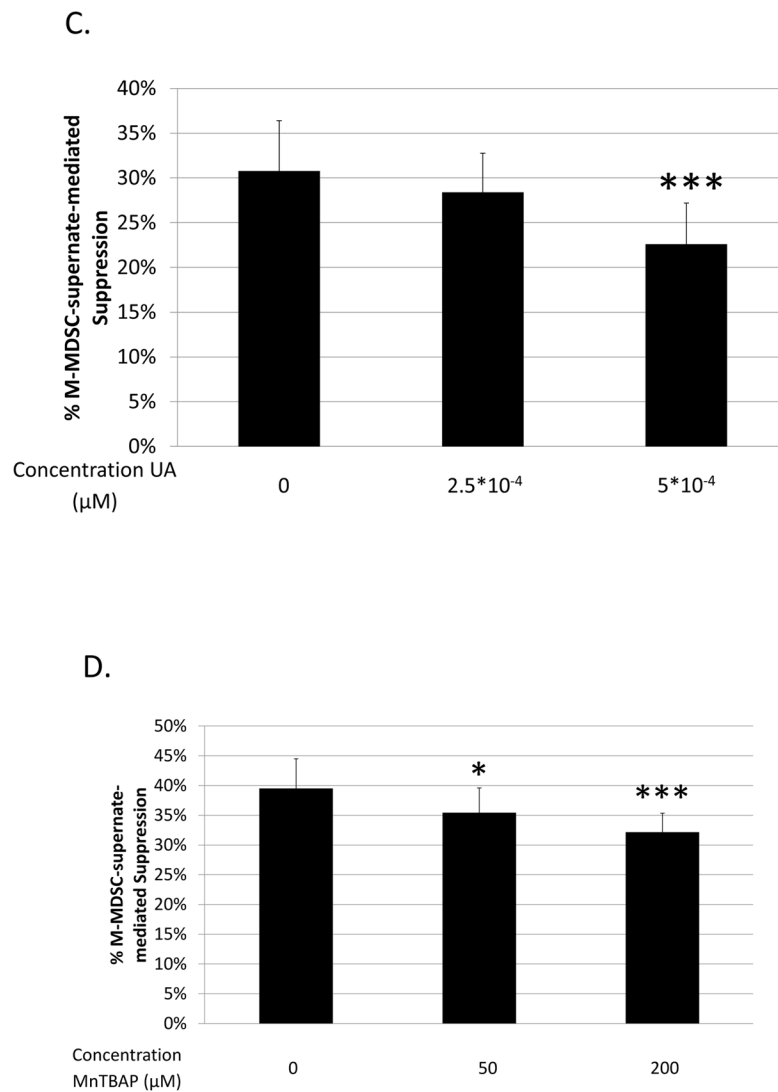 C.
% M-MDSC-supernate-mediated
Suppression
40%
35%
30%
25%
20%
15%
10%
5%
0%
***
Concentration UA
(µM)
0
2.5*10⁻⁴
5*10⁻⁴
D.
% M-MDSC-supernate-
mediated Suppression
50%
45%
40%
35%
30%
25%
20%
15%
10%
5%
0%
*
***
Concentration
MnTBAP (µM)
0
50
200